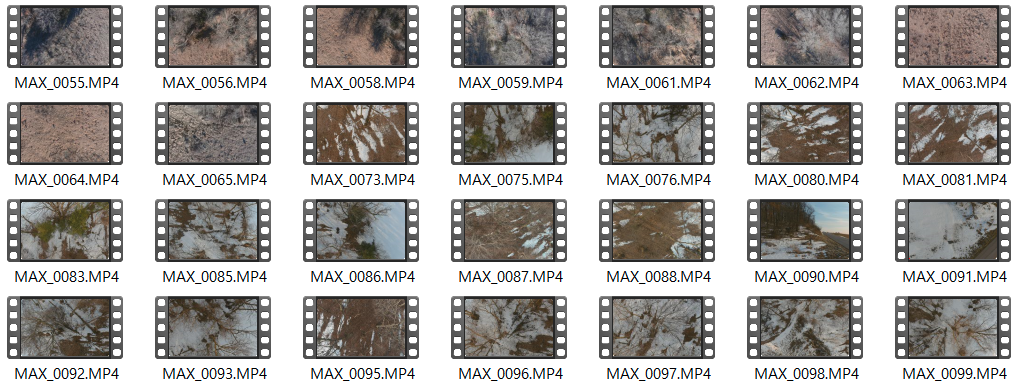 MAX_0055.MP4 MAX_0056.MP4 MAX_0058.MP4 MAX_0059.MP4 MAX_0061.MP4 MAX_0062.MP4 MAX_0063.MP4
MAX_0064.MP4 MAX_0065.MP4 MAX_0073.MP4 MAX_0075.MP4 MAX_0076.MP4 MAX_0080.MP4 MAX_0081.MP4
MAX_0083.MP4 MAX_0085.MP4 MAX_0086.MP4 MAX_0087.MP4 MAX_0088.MP4 MAX_0090.MP4 MAX_0091.MP4
MAX_0092.MP4 MAX_0093.MP4 MAX_0095.MP4 MAX_0096.MP4 MAX_0097.MP4 MAX_0098.MP4 MAX_0099.MP4